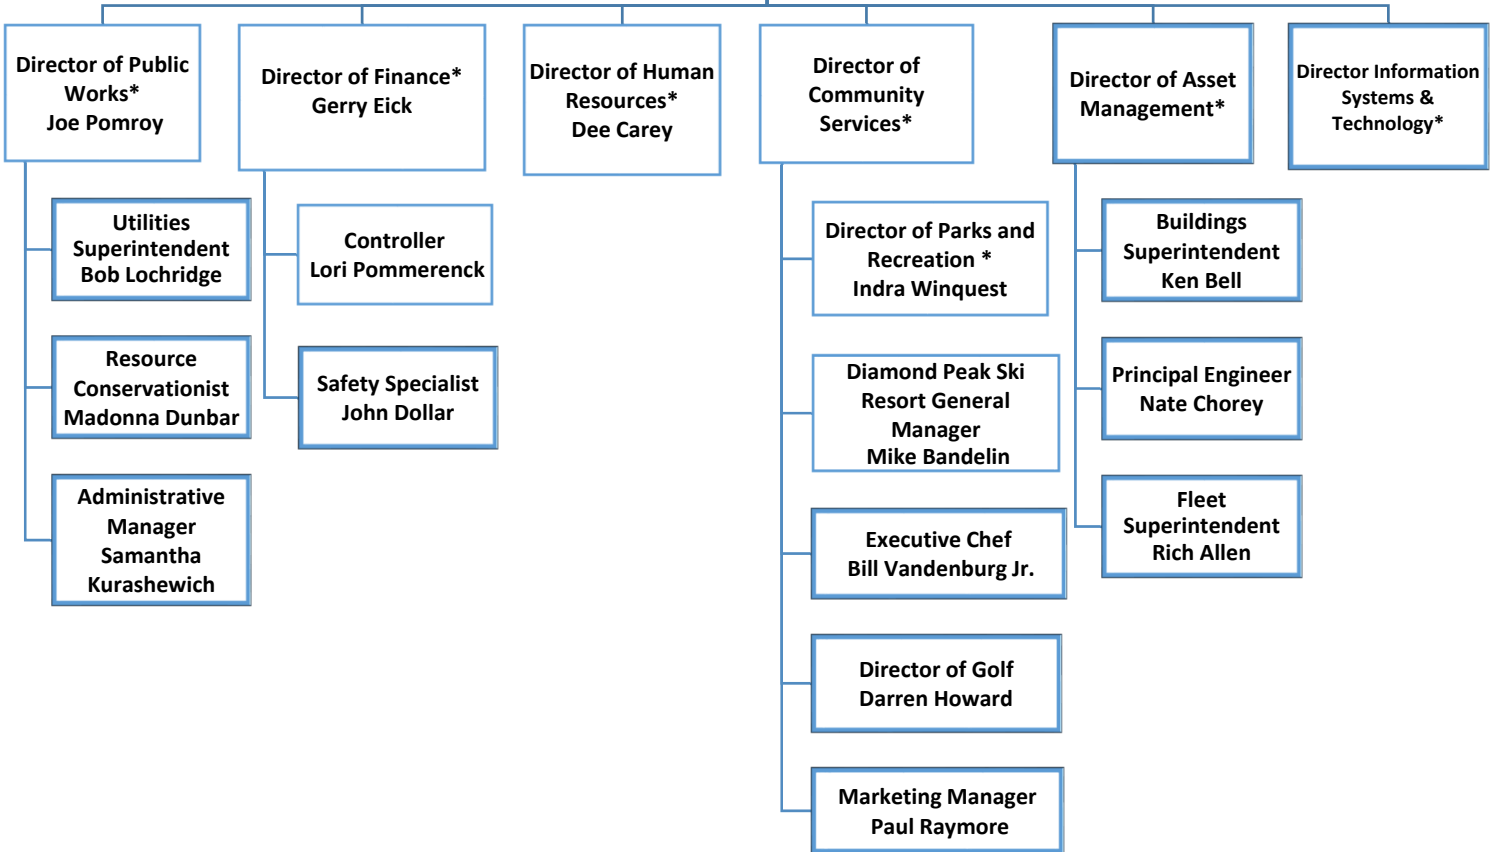 Director of Public
Works*
Joe Pomroy
Director of Finance*
Gerry Eick
Director of Human
Resources*
Dee Carey
Director of
Community
Services*
Director of Asset
Management*
Director Information
Systems &
Technology*
Utilities
Superintendent
Bob Lochridge
Resource
Conservationist
Madonna Dunbar
Administrative
Manager
Samantha
Kurashewich
Controller
Lori Pommerenck
Safety Specialist
John Dollar
Director of Parks and
Recreation *
Indra Winquest
Diamond Peak Ski
Resort General
Manager
Mike Bandelin
Executive Chef
Bill Vandenburg Jr.
Director of Golf
Darren Howard
Marketing Manager
Paul Raymore
Buildings
Superintendent
Ken Bell
Principal Engineer
Nate Chorey
Fleet
Superintendent
Rich Allen